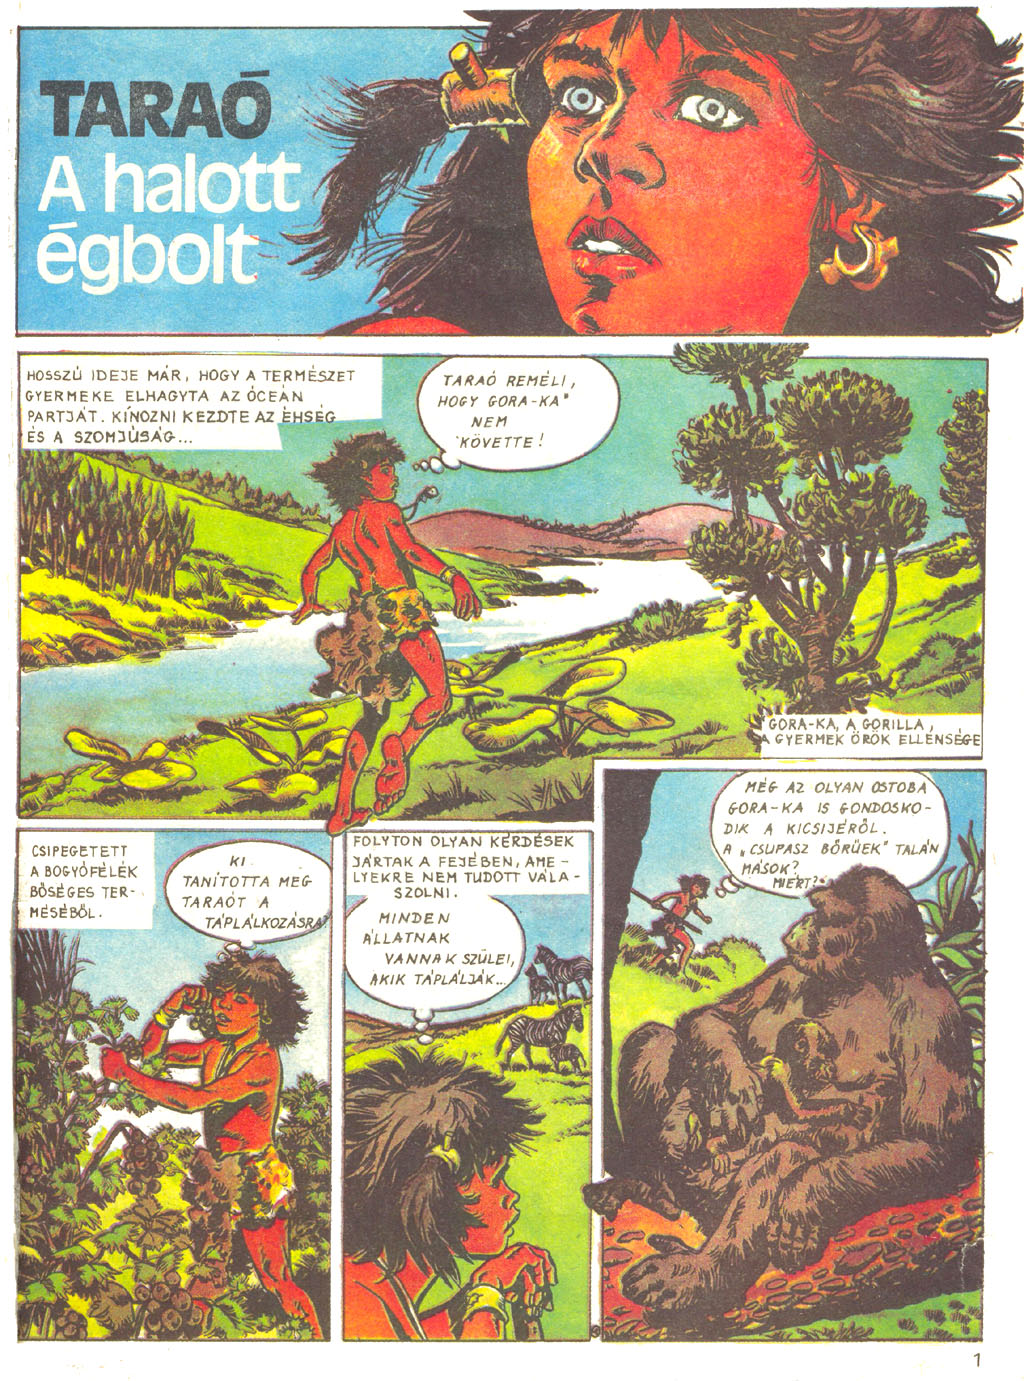 TARAÓ
A halott
égbolt
HOSSZÚ IDEJE MÁR, HOGY A TERMÉSZET
GYERMEKE ELHAGYTA AZ ÓCEÁN
PARTJÁT. KÍNOZNI KEZDTE AZ ÉHSÉG
ÉS A SZOMJÚSÁG...
TARAÓ REMÉLI,
HOGY GORA-KA"
NEM
KÖVETTE!
GORA-KA, A GORILLA,
A GYERMEK ÖRÖK ELLENSÉGE
CSIPEGETETT
A BOGYÓFÉLÉK
BŐSÉGES TER-
MÉSÉBŐL.
KI
TANÍTOTTA MEG
TARAÓT A
TÁPLÁLKOZÁSRA?
FOLYTON OLYAN KÉRDÉSEK
JÁRTAK A FEJÉBEN, AME-
LYEKRE NEM TUDOTT VÁLA-
SZOLNI.
MINDEN
ÁLLATNAK
VANNAK SZÜLEI,
AKIK TÁPLÁLJÁK...
MÉG AZ OLYAN OSTOBA
GORA-KA IS GONDOSKO-
DIK A KICSIJÉRŐL.
A „CSUPASZ BŐRŰEK" TALÁN
MÁSOK?
MIÉRT?
1